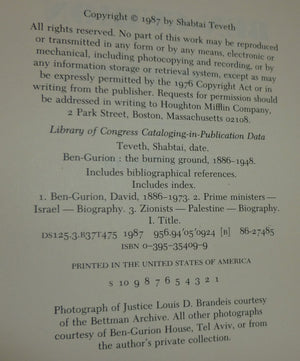 Copyright © 1987 by Shabtai Teveth
All rights reserved. No part of this work may be reproduced
or transmitted in any form or by any means, electronic or
mechanical, including photocopying and recording, or by
any information storage or retrieval system, except as may
be expressly permitted by the 1976 Copyright Act or in
writing from the publisher. Requests for permission should
be addressed in writing to Houghton Mifflin Company,
2 Park Street, Boston, Massachusetts 02108.
Library of Congress Cataloging-in-Publication Data
Teveth, Shabtai, date.
Ben-Gurion : the burning ground, 1886–1948.
Includes bibliographical references.
Includes index.
1. Ben-Gurion, David, 1886–1973. 2. Prime ministers —
Israel — Biography. 3. Zionists — Palestine — Biography.
I. Title.
DS125.3.B37T475 1987 956.94'05'0924 [B] 86-27485
ISBN 0-395-35409-9
PRINTED IN THE UNITED STATES OF AMERICA
S 10 9 8 7 6 5 4 3 2 1
Photograph of Justice Louis D. Brandeis courtesy
of the Bettman Archive. All other photographs
courtesy of Ben-Gurion House, Tel Aviv, or from
the author's private collection.